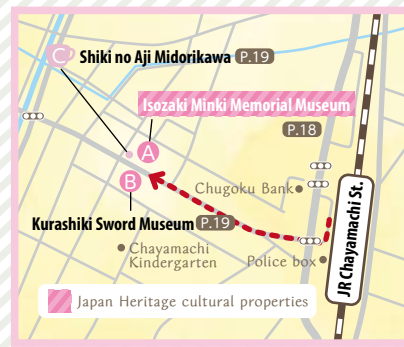 C Shiki no Aji Midorikawa P.19
Isozaki Minki Memorial Museum
P.18
A
B
Chugoku Bank
Kurashiki Sword Museum P.19
Chayamachi
Kindergarten
Police box
JR Chayamachi St.
Japan Heritage cultural properties